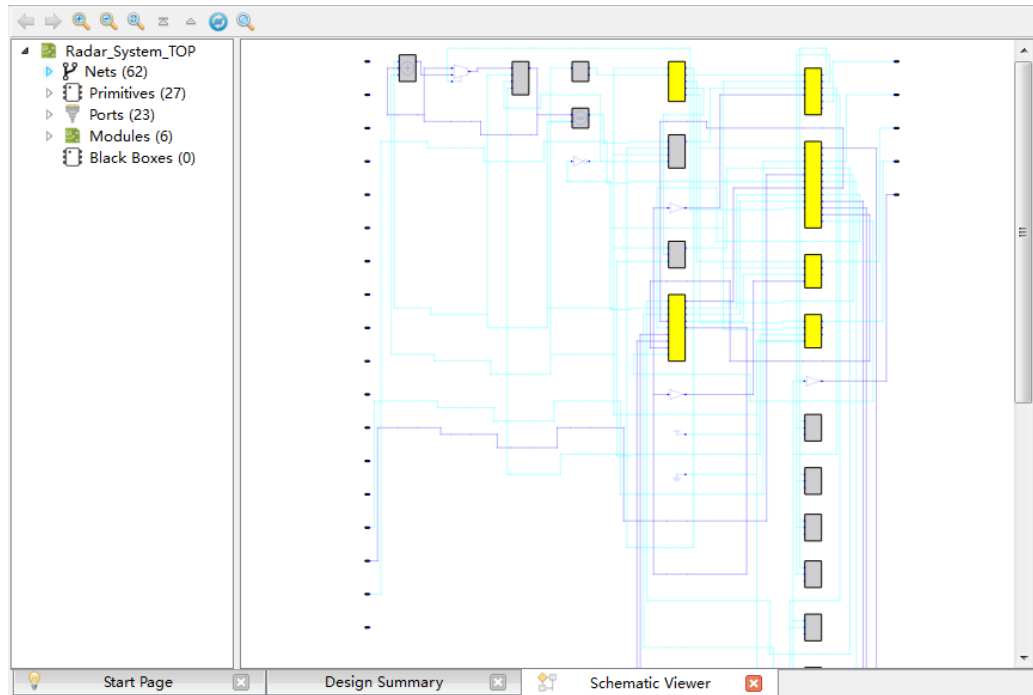 Radar_System_TOP
Nets (62)
Primitives (27)
Ports (23)
Modules (6)
Black Boxes (0)
Start Page
Design Summary
Schematic Viewer